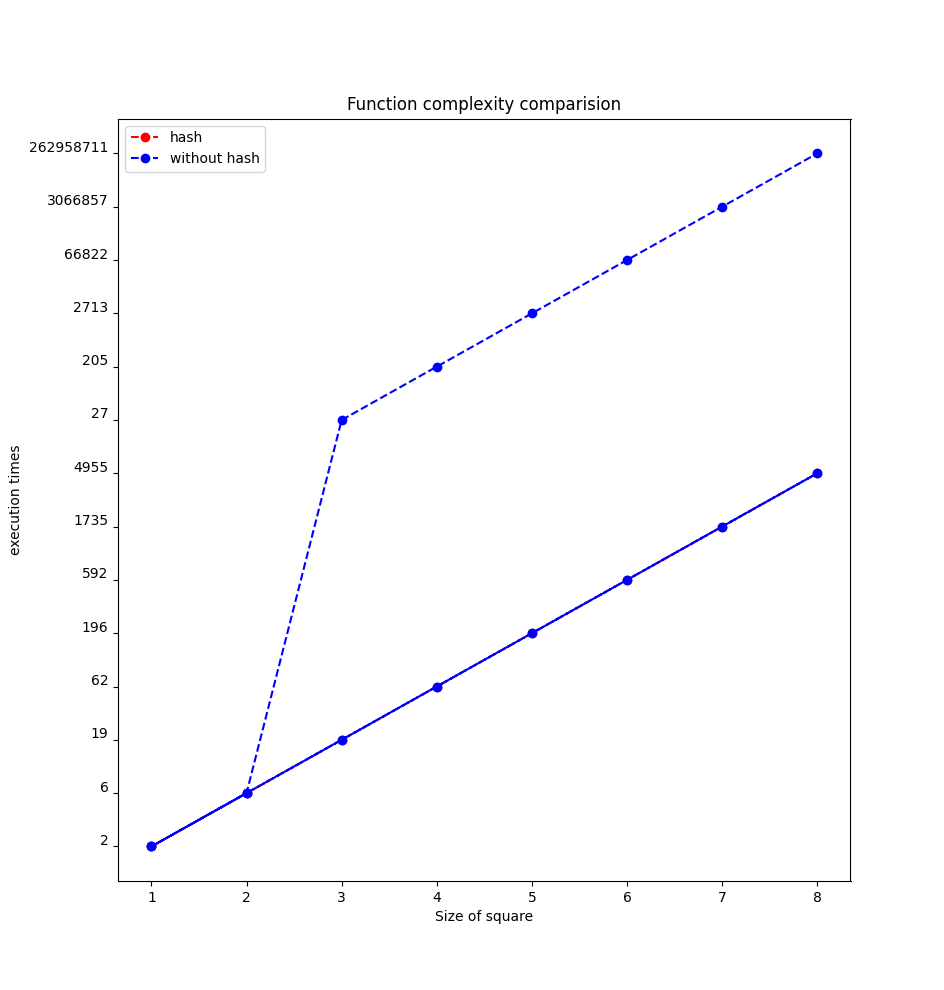 Function complexity comparision
hash
without hash
262958711
3066857
66822
2713
205
27
4955
1735
592
196
62
19
6
2
execution times
1 2 3 4 5 6 7 8
Size of square